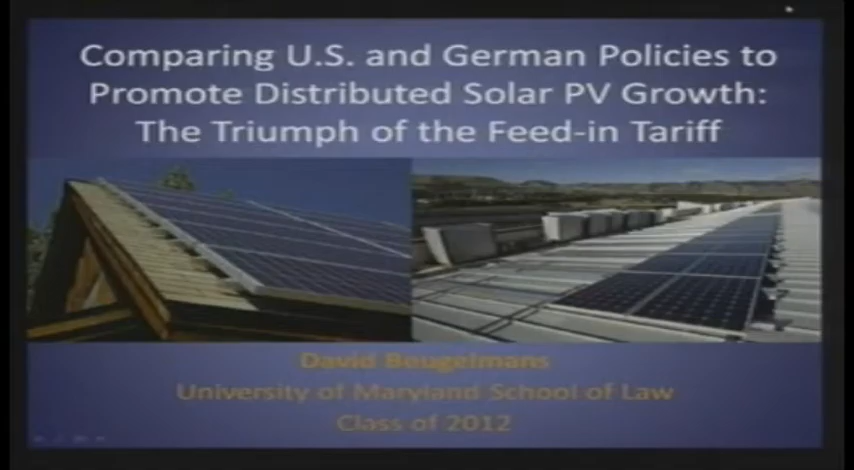 Comparing U.S. and German Policies to
Promote Distributed Solar PV Growth:
The Triumph of the Feed-in Tariff
David Beugelmans
University of Maryland School of Law
Class of 2012